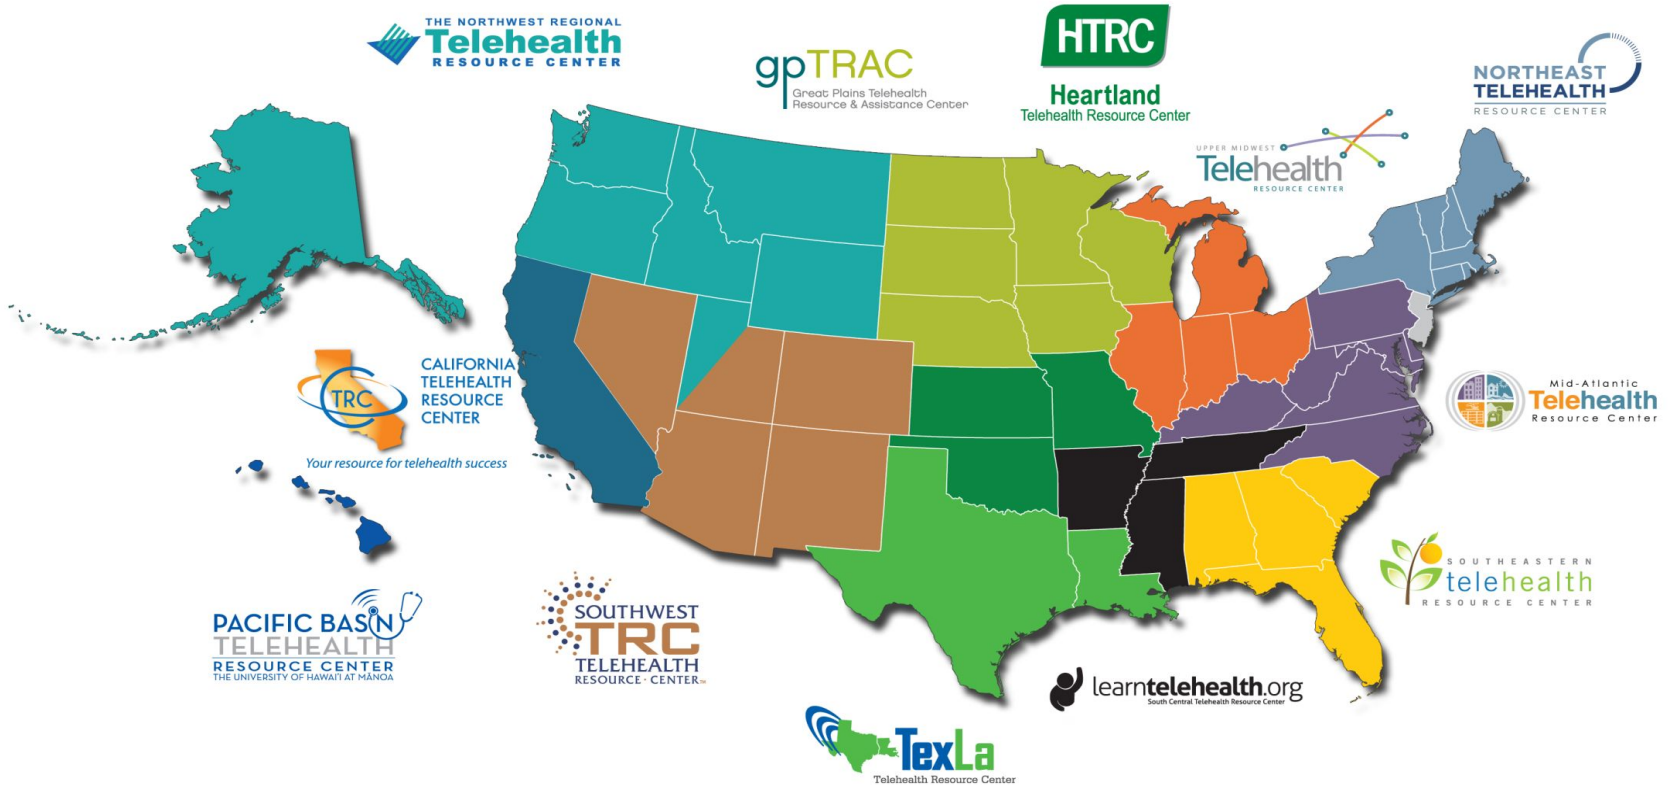 THE NORTHWEST REGIONAL
Telehealth
RESOURCE CENTER
gpTRAC
Great Plains Telehealth
Resource & Assistance Center
HTRC
Heartland
Telehealth Resource Center
UPPER MIDWEST
Telehealth
RESOURCE CENTER
NORTHEAST
TELEHEALTH
RESOURCE CENTER
TRC
CALIFORNIA
TELEHEALTH
RESOURCE
CENTER
Your resource for telehealth success
Mid-Atlantic
Telehealth
Resource Center
PACIFIC BASIN
TELEHEALTH
RESOURCE CENTER
THE UNIVERSITY OF HAWAI'I AT MĀNOA
SOUTHWEST
TRC
TELEHEALTH
RESOURCE · CENTER™
SOUTHEASTERN
telehealth
RESOURCE CENTER
learntelehealth.org
South Central Telehealth Resource Center
TexLa
Telehealth Resource Center